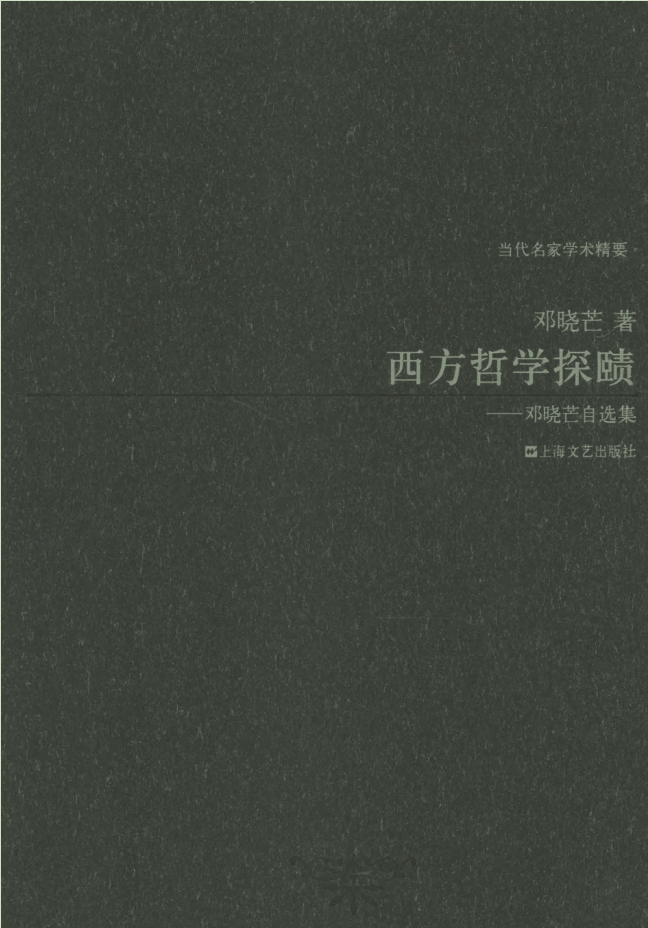 当代名家学术精要
邓晓芒 著
西方哲学探赜
——邓晓芒自选集
上海文艺出版社